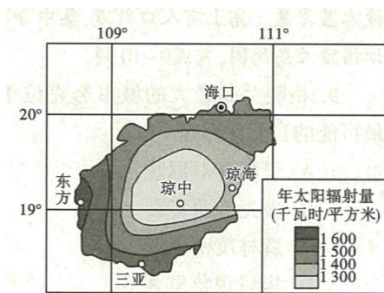 109°
111°
海口
20°
东方
琼中
琼海
19°
三亚
年太阳辐射量
(千瓦时/平方米)
1 600
1 500
1 400
1 300